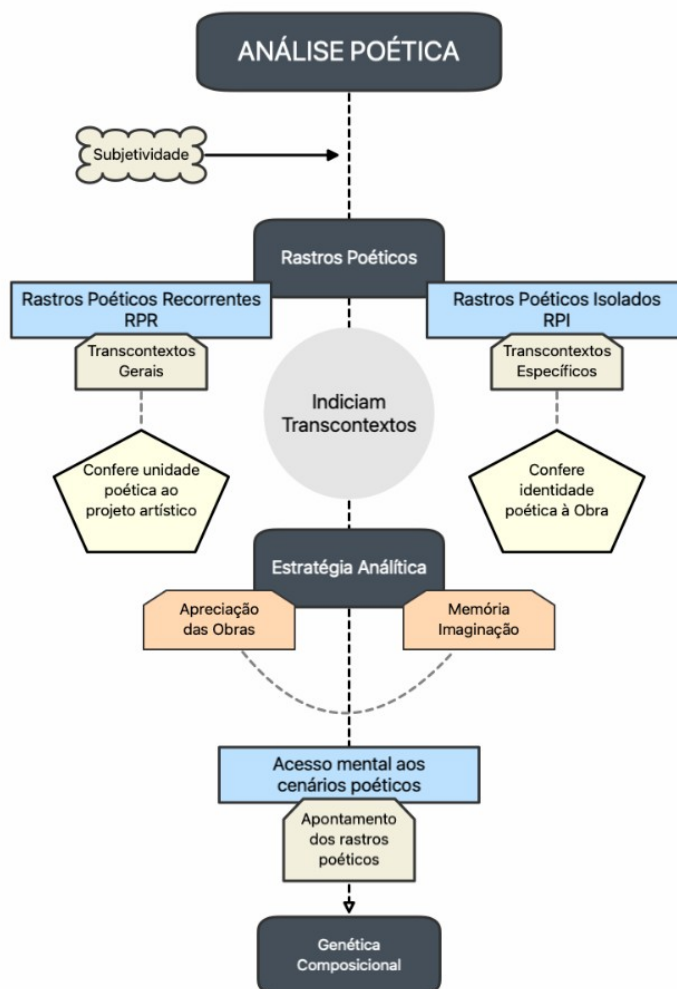 ANÁLISE POÉTICA
Subjetividade
Rastros Poéticos
Rastros Poéticos Recorrentes
RPR
Rastros Poéticos Isolados
RPI
Transcontextos
Gerais
Transcontextos
Específicos
Indiciam
Transcontextos
Confere unidade
poética ao
projeto artístico
Confere
identidade
poética à Obra
Estratégia Análítica
Apreciação
das Obras
Memória
Imaginação
Acesso mental aos
cenários poéticos
Apontamento
dos rastros
poéticos
Genética
Composicional